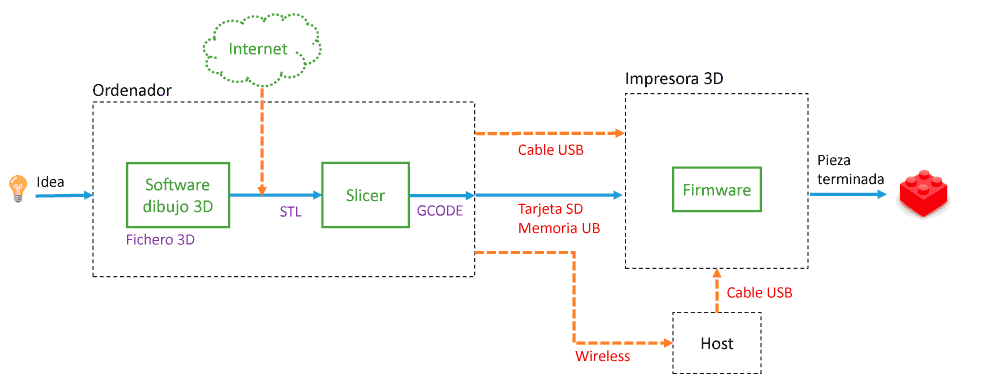 Internet
Ordenador
Impresora 3D
Cable USB
Idea
Software
dibujo 3D
Slicer
Firmware
Pieza
terminada
STL
GCODE
Tarjeta SD
Memoria UB
Fichero 3D
Cable USB
Host
Wireless